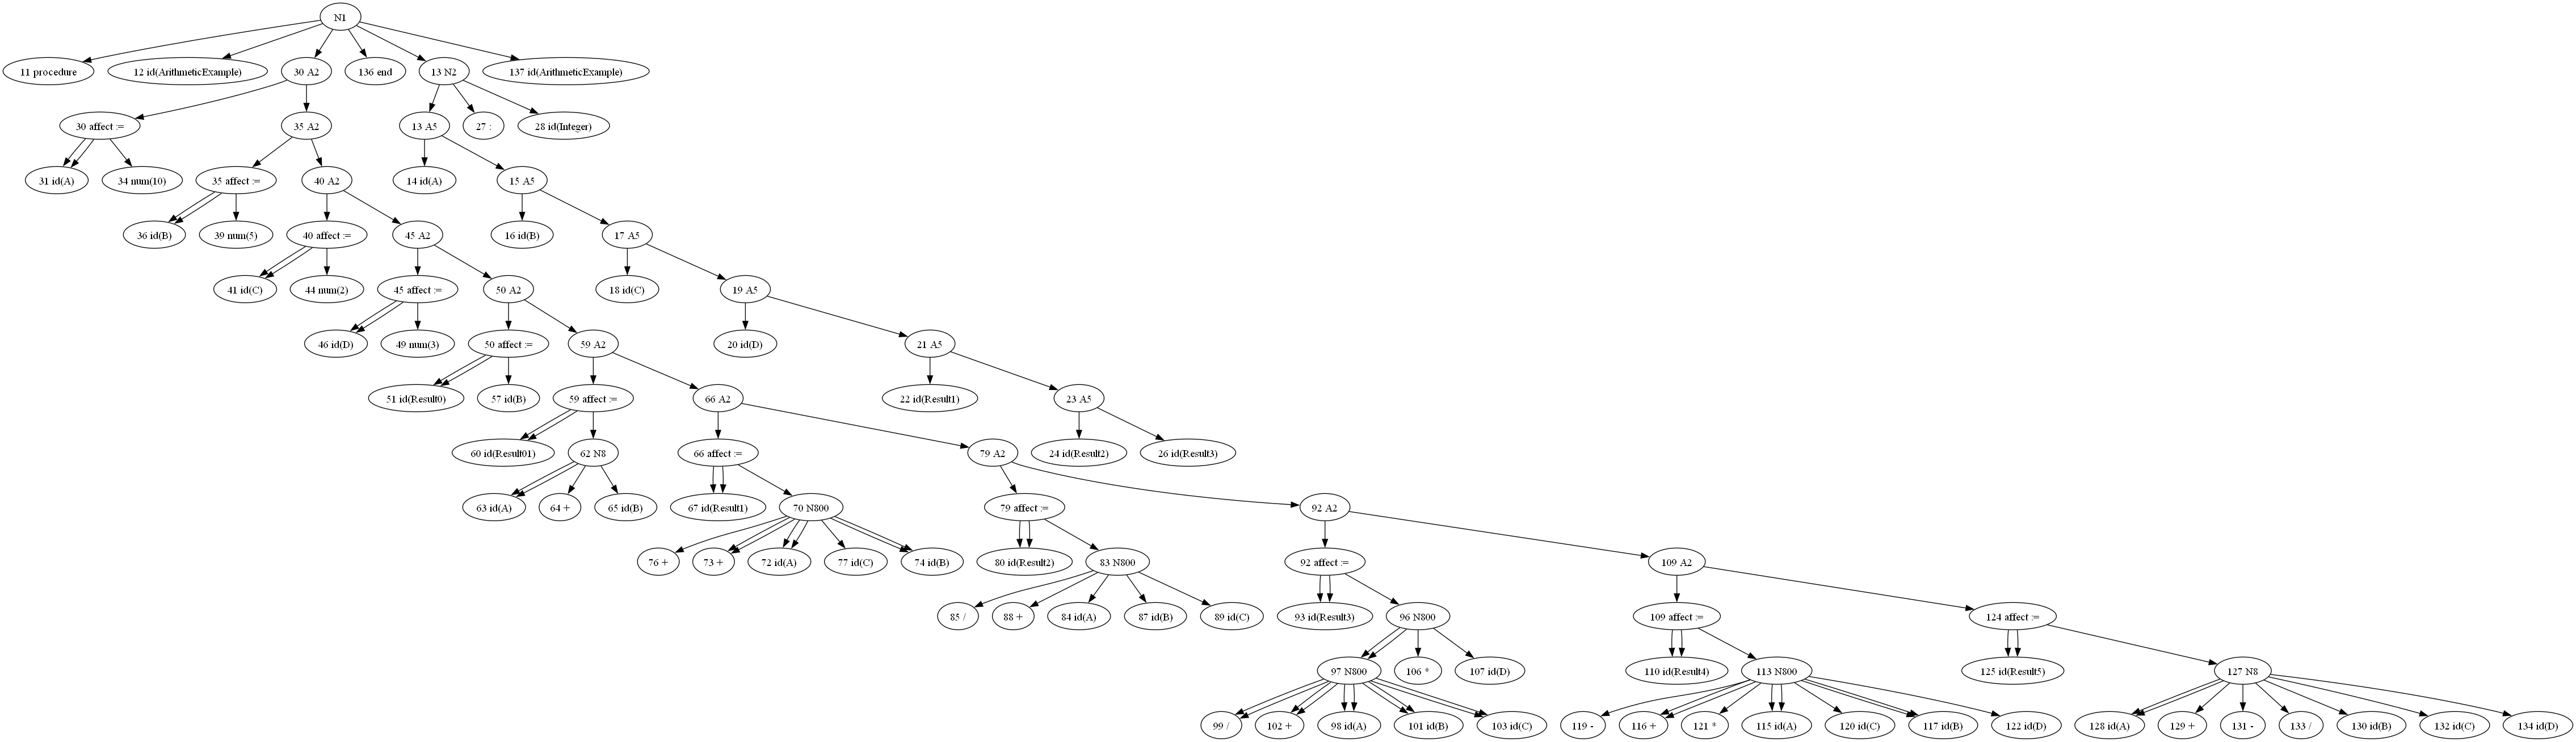 N1
11 procedure
12 id(ArithmeticExample)
30 A2
136 end
13 N2
137 id(ArithmeticExample)
30 affect :=
35 A2
13 A5
27 :
28 id(Integer)
31 id(A)
34 num(10)
35 affect :=
40 A2
14 id(A)
15 A5
36 id(B)
39 num(5)
40 affect :=
45 A2
16 id(B)
17 A5
41 id(C)
44 num(2)
45 affect :=
50 A2
18 id(C)
19 A5
46 id(D)
49 num(3)
50 affect :=
59 A2
20 id(D)
21 A5
51 id(Result0)
57 id(B)
59 affect :=
66 A2
22 id(Result1)
23 A5
60 id(Result01)
62 N8
66 affect :=
79 A2
24 id(Result2)
26 id(Result3)
63 id(A)
64 +
65 id(B)
67 id(Result1)
70 N800
79 affect :=
92 A2
76 +
73 +
72 id(A)
77 id(C)
74 id(B)
80 id(Result2)
83 N800
92 affect :=
109 A2
85 /
88 +
84 id(A)
87 id(B)
89 id(C)
93 id(Result3)
96 N800
109 affect :=
124 affect :=
97 N800
106 *
107 id(D)
110 id(Result4)
113 N800
125 id(Result5)
127 N8
99 /
102 +
98 id(A)
101 id(B)
103 id(C)
119 -
116 +
121 *
115 id(A)
120 id(C)
117 id(B)
122 id(D)
128 id(A)
129 +
131 -
133 /
130 id(B)
132 id(C)
134 id(D)